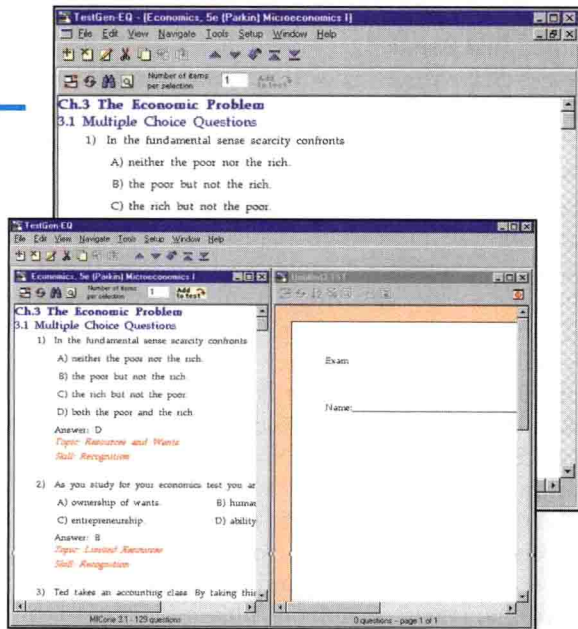 TestGen-EQ - [Economics, 5e (Parkin) Microeconomics I]
File Edit View Navigate Tools Setup Window Help
Number of items per selection 1 Add to test
Ch.3 The Economic Problem
3.1 Multiple Choice Questions
1) In the fundamental sense scarcity confronts
A) neither the poor nor the rich.
B) the poor but not the rich.
C) the rich but not the poor.
TestGen-EQ
File Edit View Navigate Tools Setup Window Help
Economics, 5e (Parkin) Microeconomics I
Number of items per selection 1 Add to test
Ch.3 The Economic Problem
3.1 Multiple Choice Questions
1) In the fundamental sense scarcity confronts
A) neither the poor nor the rich.
B) the poor but not the rich.
C) the rich but not the poor.
D) both the poor and the rich.
Answer: D
Topic: Resources and Wants
Skill: Recognition
2) As you study for your economics test you ar
A) ownership of wants. B) human
C) entrepreneurship. D) ability
Answer: B
Topic: Limited Resources
Skill: Recognition
3) Ted takes an accounting class. By taking this
129 questions
Exam
Name:
0 questions - page 1 of 1